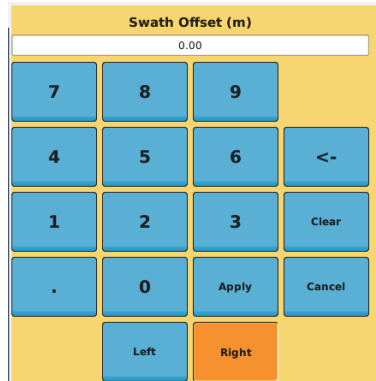 Swath Offset (m)
0.00
7 8 9
4 5 6 <-
1 2 3 Clear
. 0 Apply Cancel
Left Right